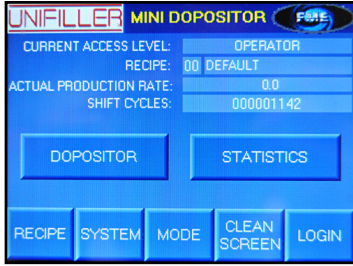 UNIFILLER MINI DOPOSITOR FME
CURRENT ACCESS LEVEL: OPERATOR
RECIPE: 00 DEFAULT
ACTUAL PRODUCTION RATE: 0.0
SHIFT CYCLES: 000001142
DOPOSITOR STATISTICS
RECIPE SYSTEM MODE CLEAN SCREEN LOGIN